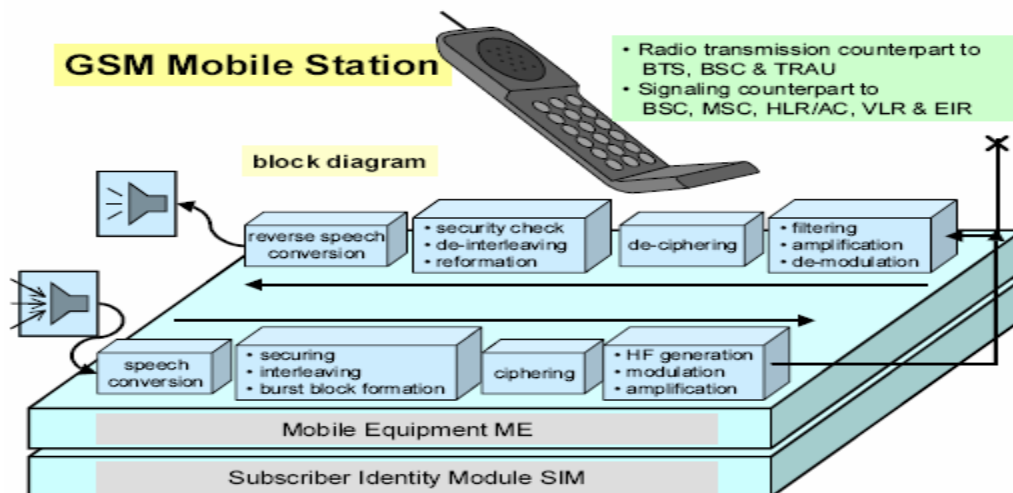 GSM Mobile Station
• Radio transmission counterpart to
BTS, BSC & TRAU
• Signaling counterpart to
BSC, MSC, HLR/AC, VLR & EIR
block diagram
reverse speech
conversion
• security check
• de-interleaving
• reformation
de-ciphering
• filtering
• amplification
• de-modulation
speech
conversion
• securing
• interleaving
• burst block formation
ciphering
• HF generation
• modulation
• amplification
Mobile Equipment ME
Subscriber Identity Module SIM